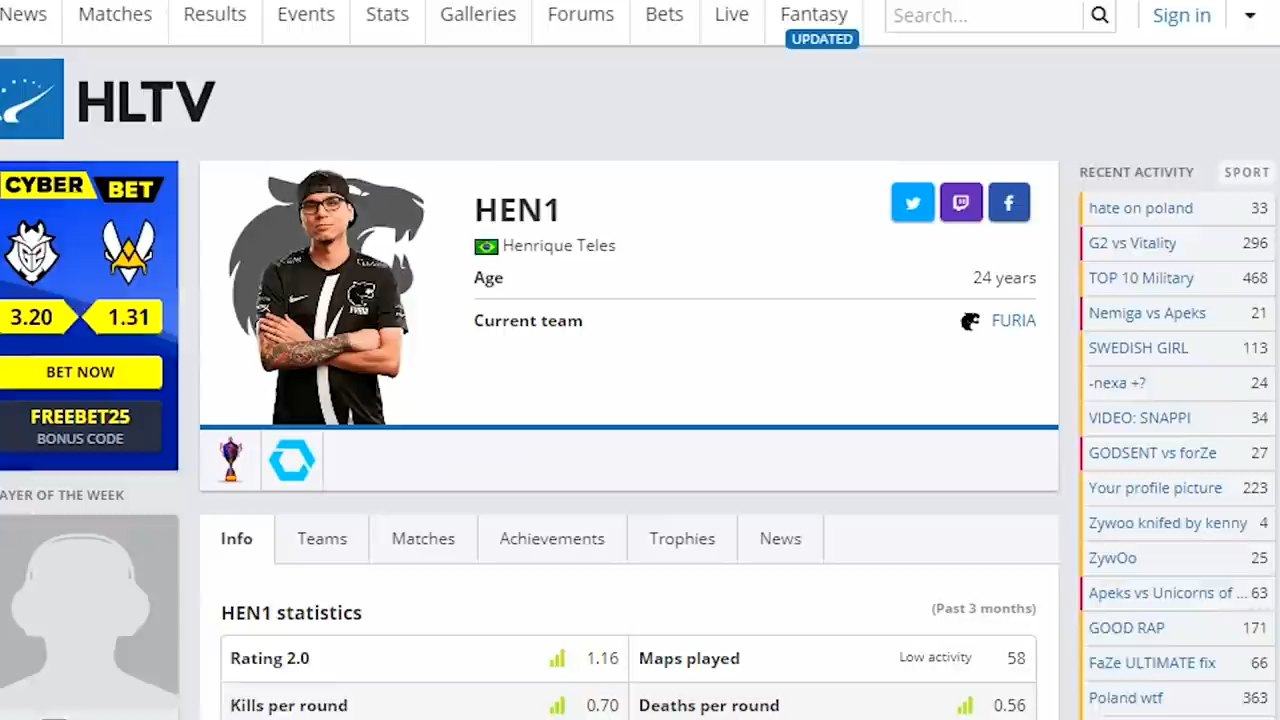 News Matches Results Events Stats Galleries Forums Bets Live Fantasy Search... Sign in
UPDATED
HLTV
CYBER BET
3.20 1.31
BET NOW
FREEBET25
BONUS CODE
AYER OF THE WEEK
HEN1
Henrique Teles
Age 24 years
Current team FURIA
FURIA
Info Teams Matches Achievements Trophies News
HEN1 statistics (Past 3 months)
Rating 2.0 1.16 Maps played Low activity 58
Kills per round 0.70 Deaths per round 0.56
RECENT ACTIVITY SPORT
hate on poland 33
G2 vs Vitality 296
TOP 10 Military 468
Nemiga vs Apeks 21
SWEDISH GIRL 113
-nexa +? 24
VIDEO: SNAPPI 34
GODSENT vs forZe 27
Your profile picture 223
Zywoo knifed by kenny 4
ZywOo 25
Apeks vs Unicorns of ... 63
GOOD RAP 171
FaZe ULTIMATE fix 66
Poland wtf 363